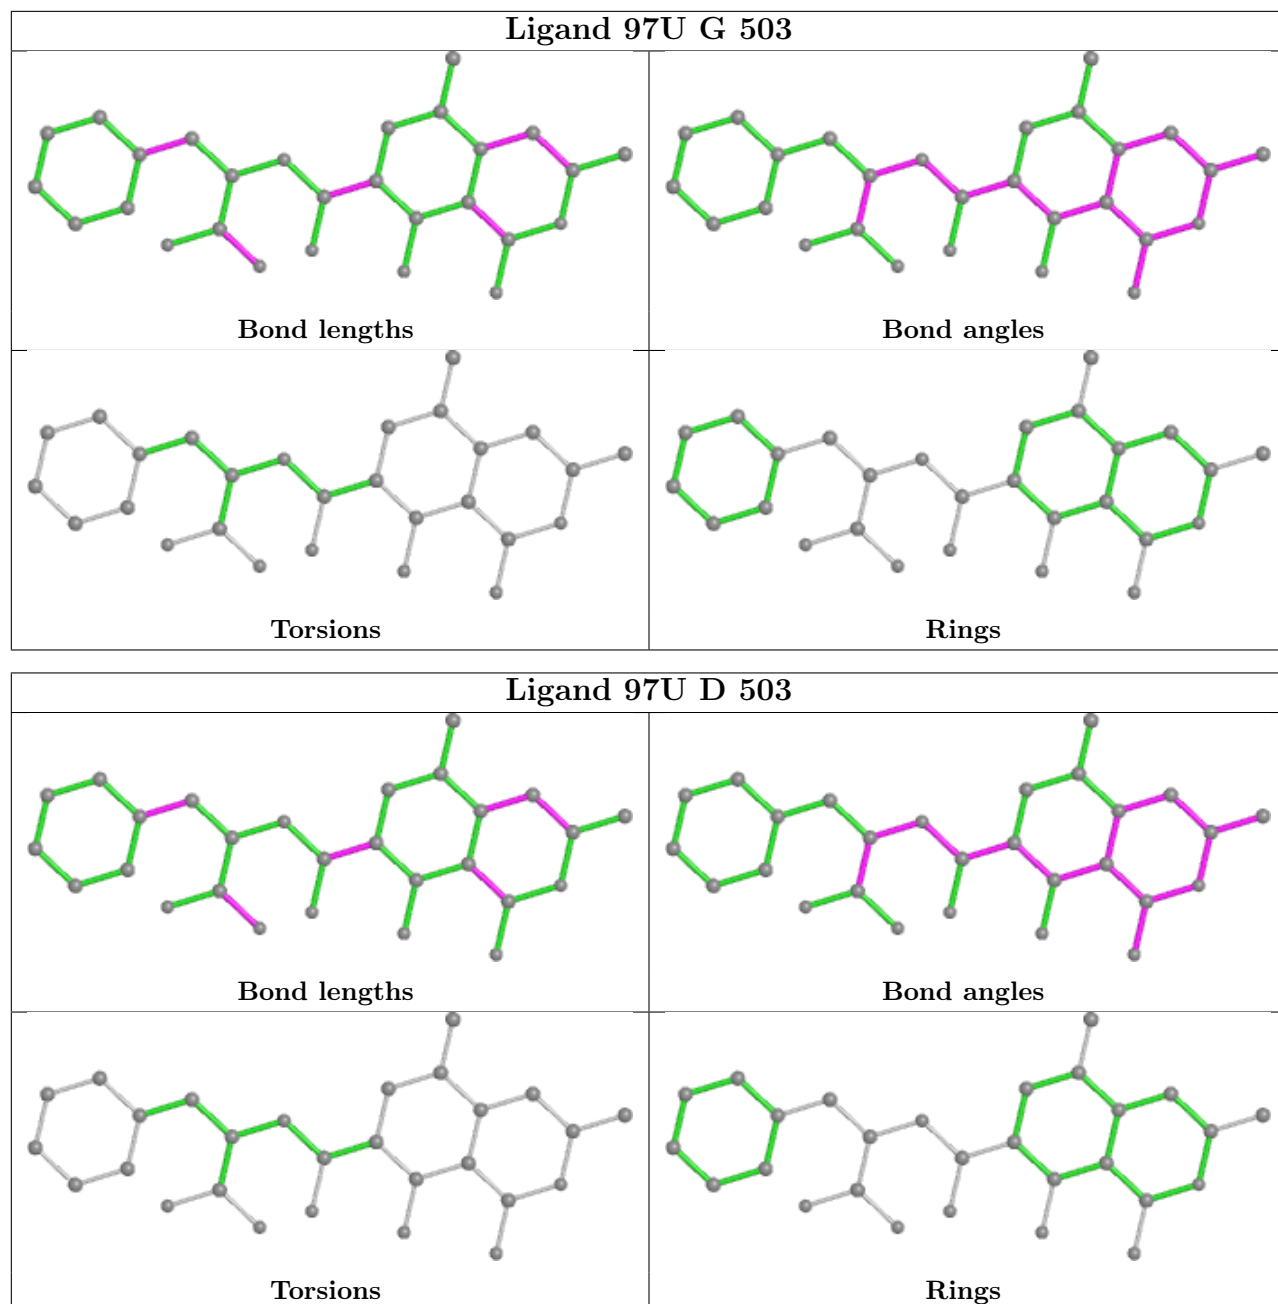 Ligand 97U G 503
Bond lengths
Bond angles
Torsions
Rings
Ligand 97U D 503
Bond lengths
Bond angles
Torsions
Rings